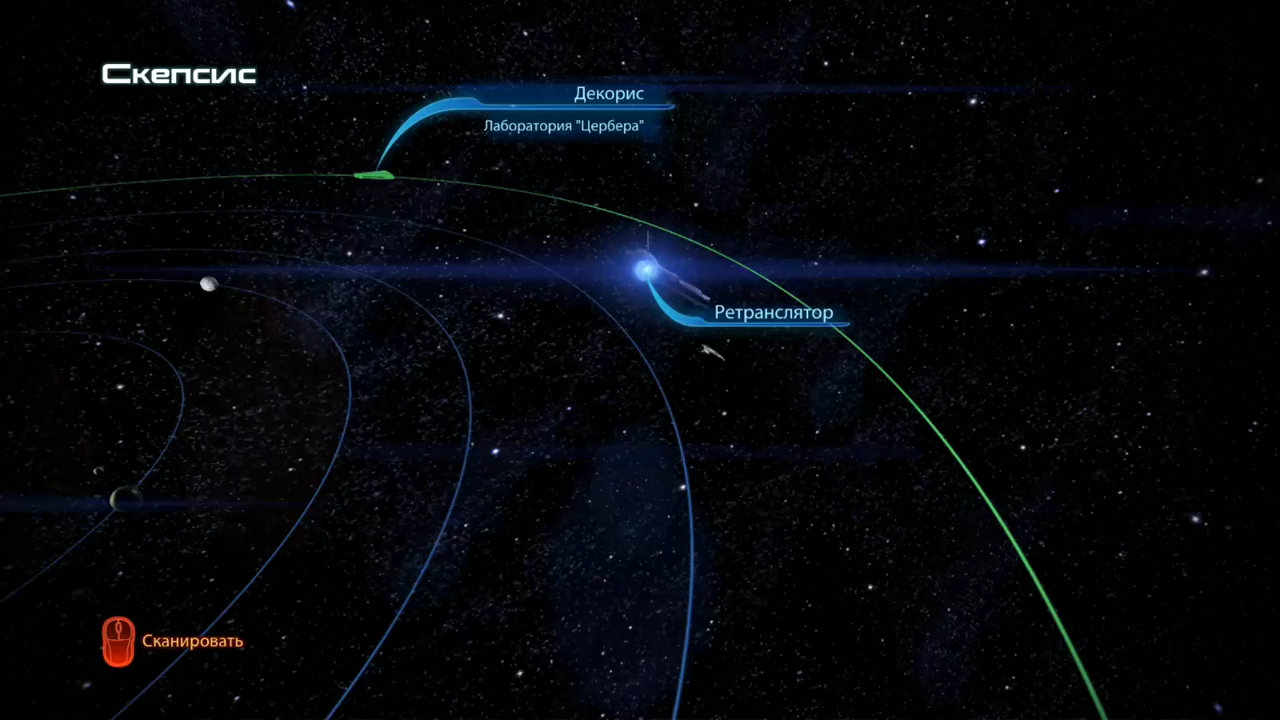 Скепсис
Декорис
Лаборатория "Цербера"
Ретранслятор
Сканировать